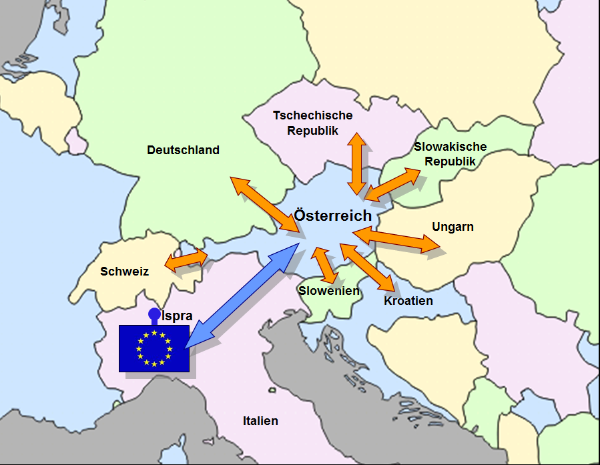 Tschechische
Republik
Deutschland
Slowakische
Republik
Österreich
Ungarn
Schweiz
Slowenien
Kroatien
Ispra
Italien